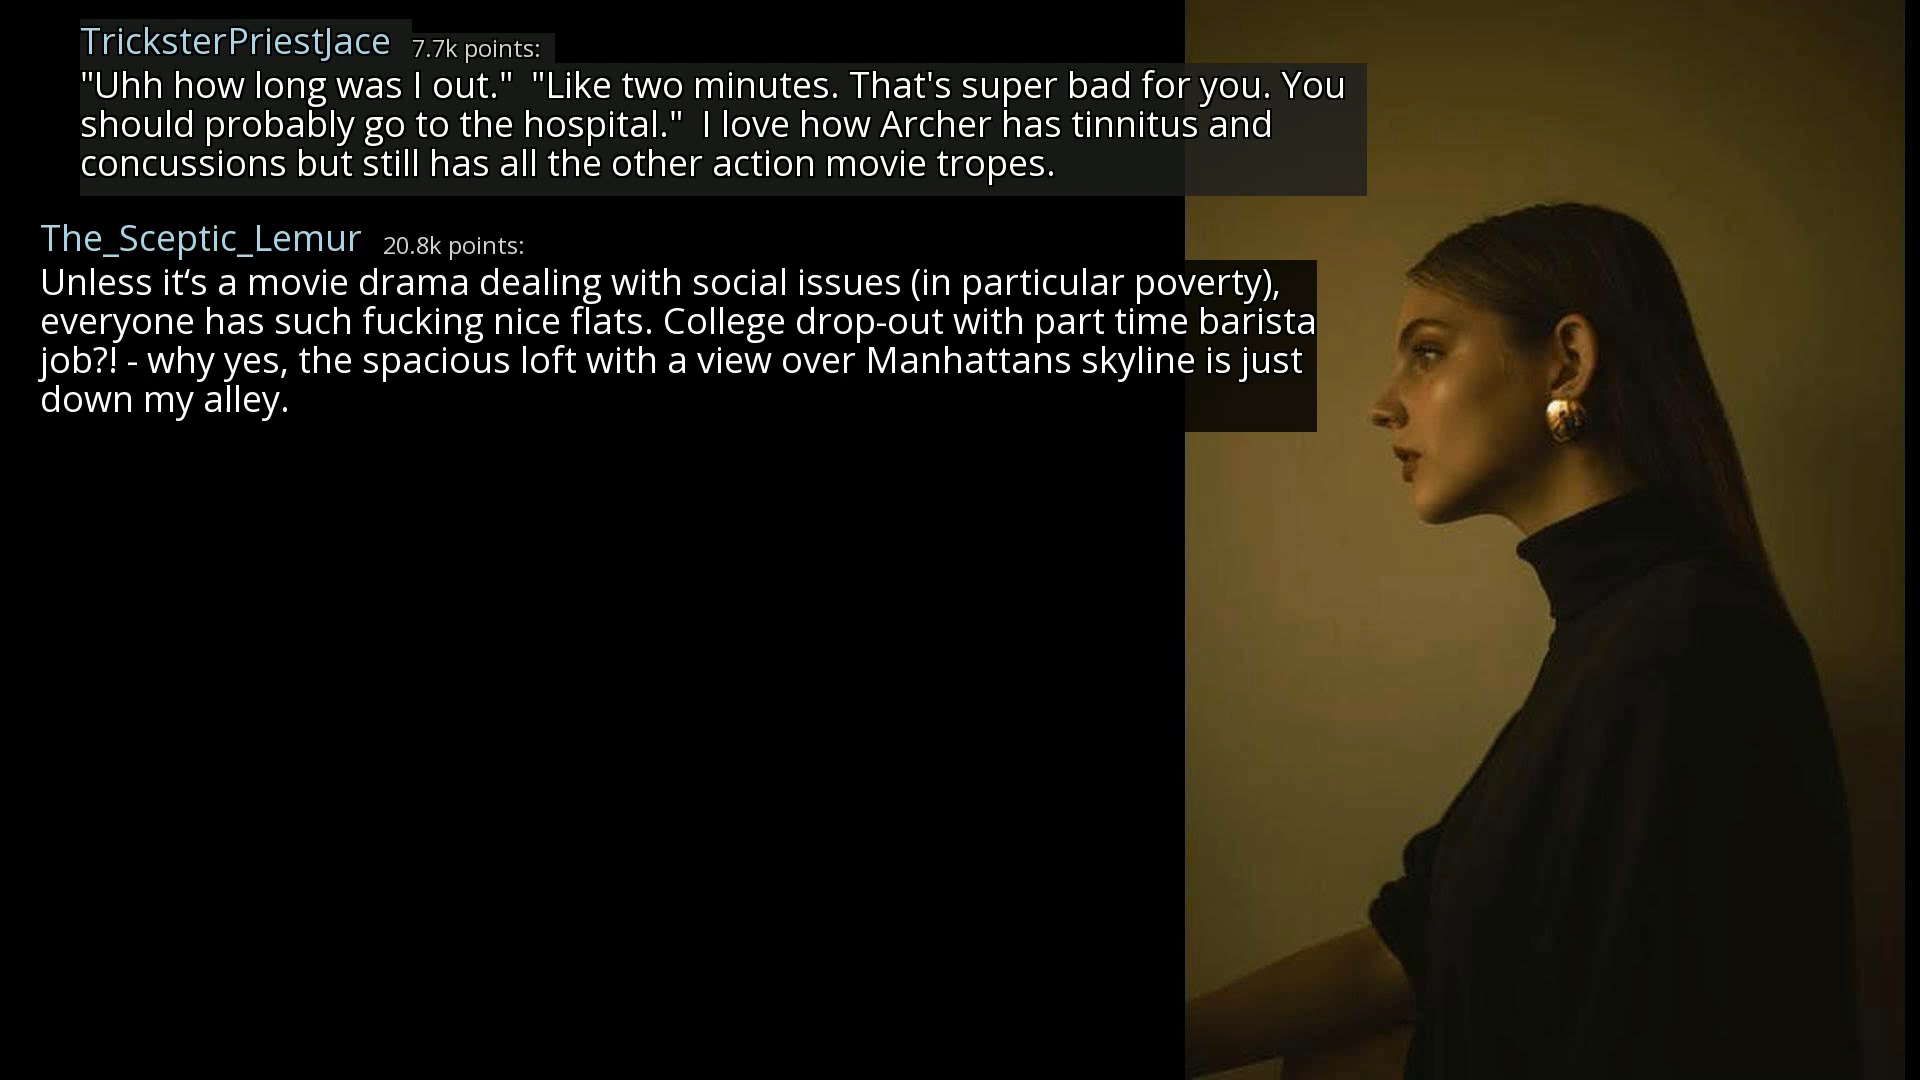 TricksterPriestJace 7.7k points:
"Uhh how long was I out."  "Like two minutes. That's super bad for you. You
should probably go to the hospital."  I love how Archer has tinnitus and
concussions but still has all the other action movie tropes.
The_Sceptic_Lemur 20.8k points:
Unless it‘s a movie drama dealing with social issues (in particular poverty),
everyone has such fucking nice flats. College drop-out with part time barista
job?! - why yes, the spacious loft with a view over Manhattans skyline is just
down my alley.